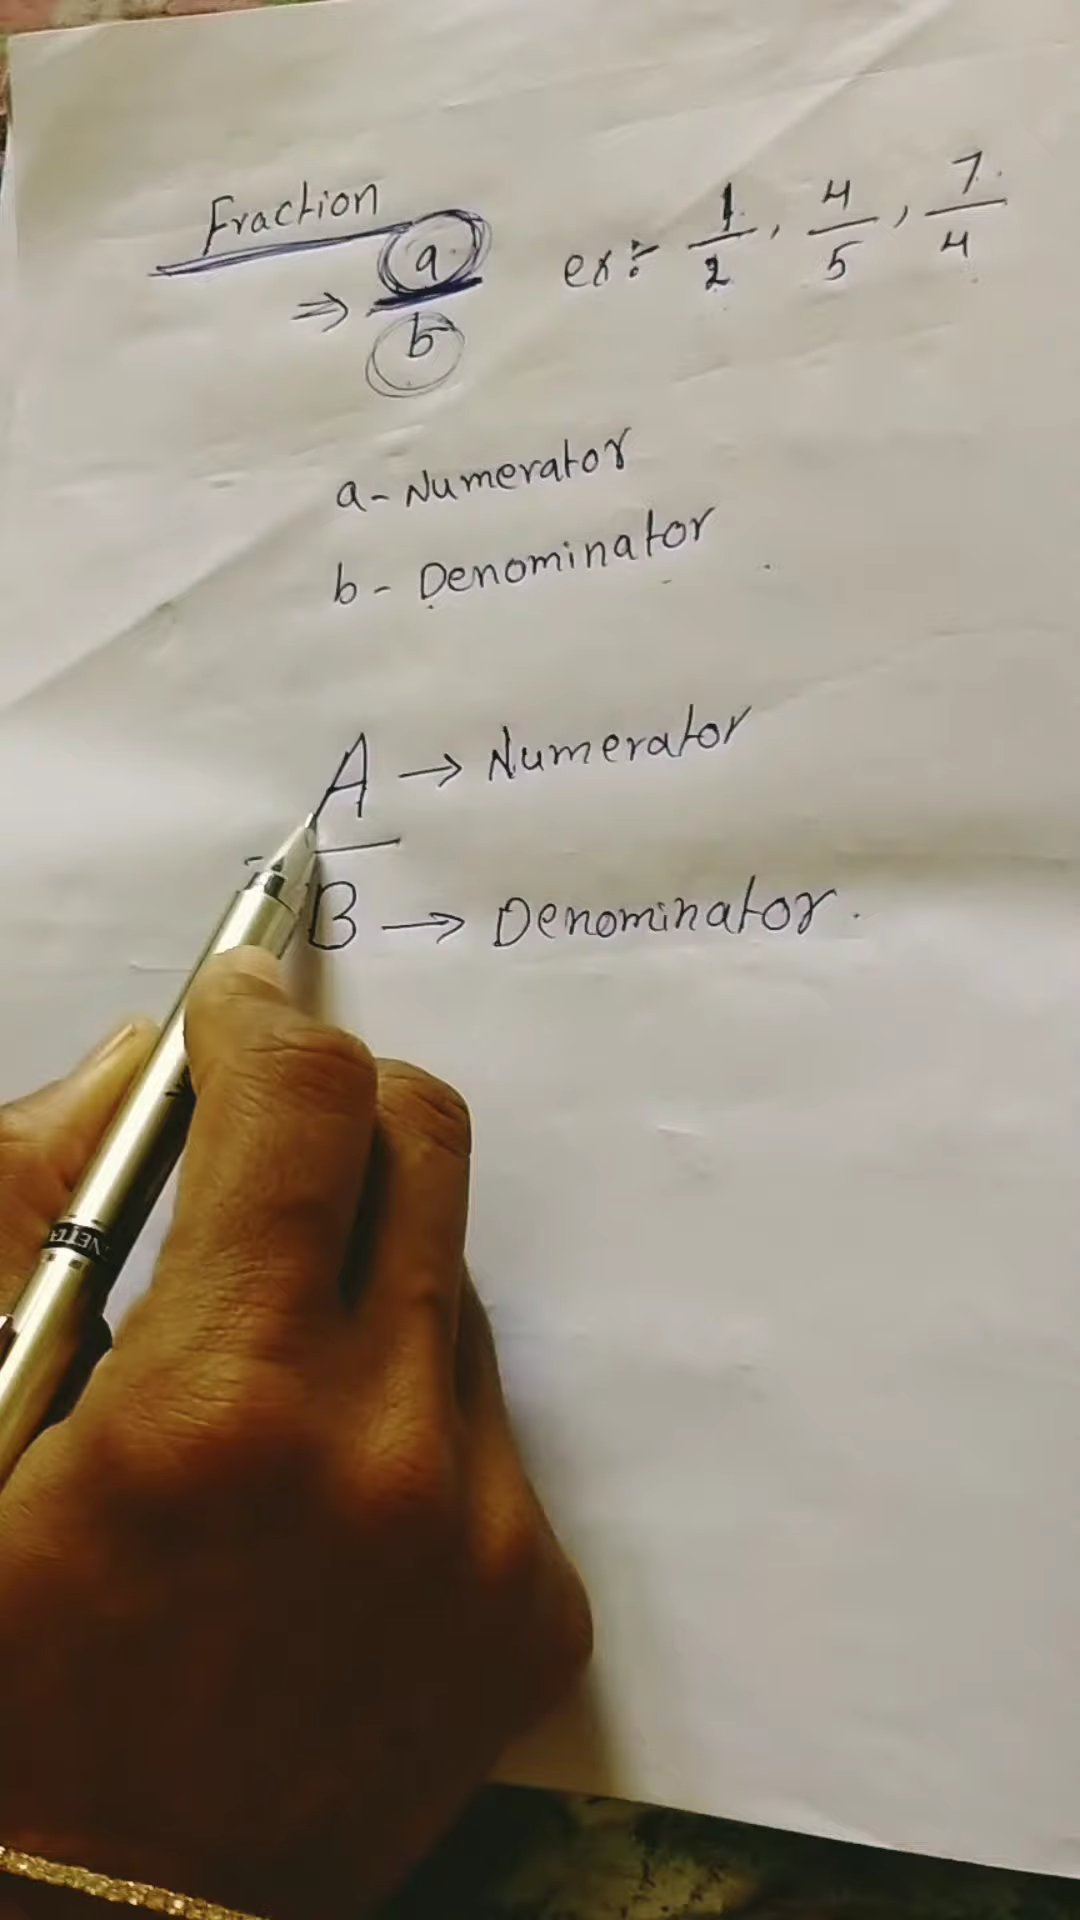 Fraction
⇒ a/b
ex:- 1/2, 4/5, 7/4
a - Numerator
b - Denominator
A → Numerator
B → Denominator.